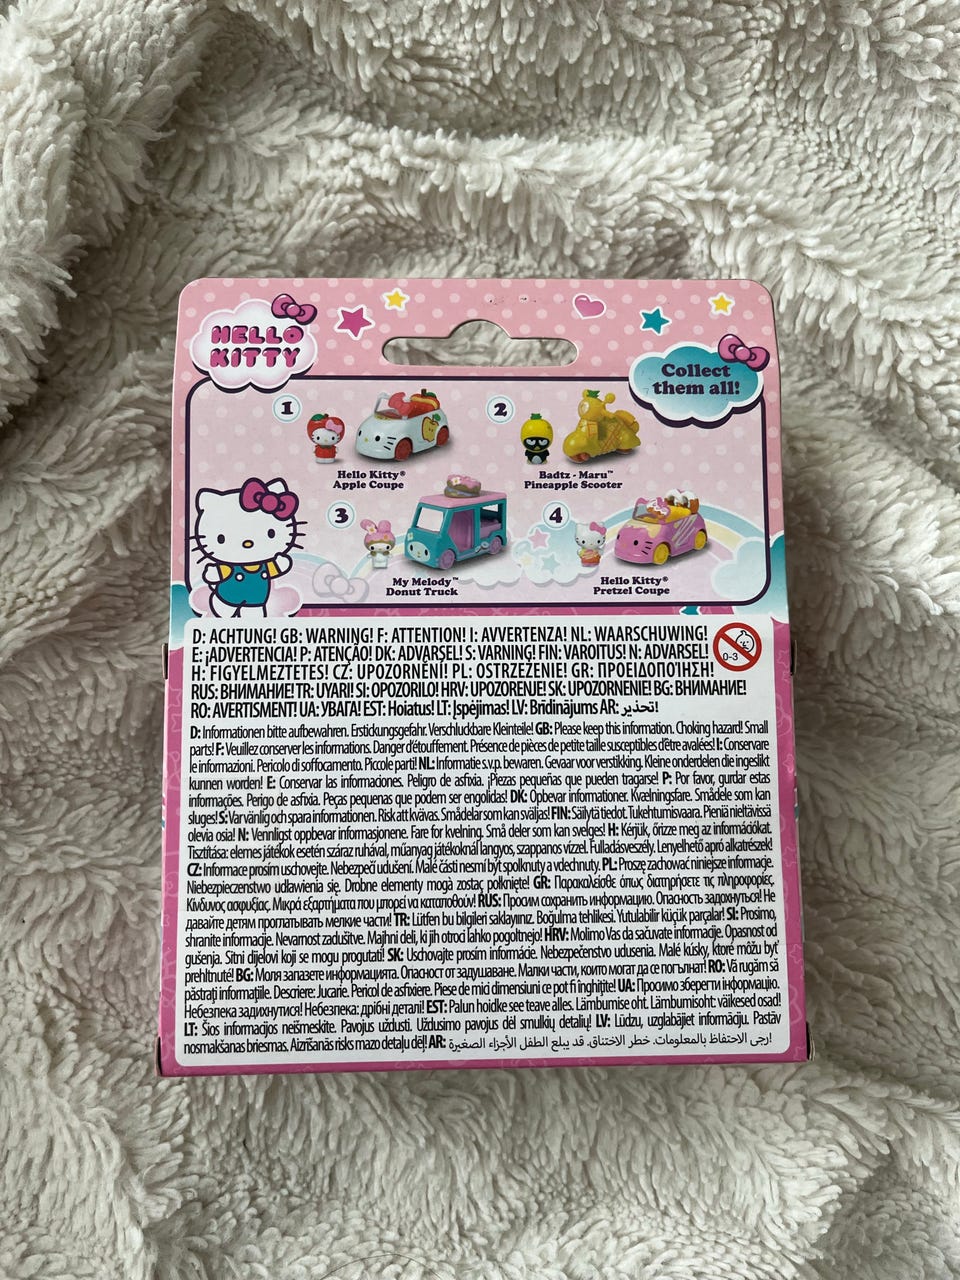 HELLO
KITTY
Collect
them all!
1
Hello Kitty®
Apple Coupe
2
Badtz - Maru™
Pineapple Scooter
3
My Melody™
Donut Truck
4
Hello Kitty®
Pretzel Coupe
D: ACHTUNG! GB: WARNING! F: ATTENTION! I: AVVERTENZA! NL: WAARSCHUWING!
E: ¡ADVERTENCIA! P: ATENÇÃO! DK: ADVARSEL! S: VARNING! FIN: VAROITUS! N: ADVARSEL!
H: FIGYELMEZTETES! CZ: UPOZORNĚNÍ! PL: OSTRZEŻENIE! GR: ΠΡΟΕΙΔΟΠΟΊΗΣΗ!
RUS: ВНИМАНИЕ! TR: UYARI! SI: OPOZORILO! HRV: UPOZORENJE! SK: UPOZORNENIE! BG: ВНИМАНИЕ!
RO: AVERTISMENT! UA: УВАГА! EST: Hoiatus! LT: Įspėjimas! LV: Brīdinājums AR: تحذير!
0-3
D: Informationen bitte aufbewahren. Erstickungsgefahr. Verschluckbare Kleinteile! GB: Please keep this information. Choking hazard! Small
parts! F: Veuillez conserver les informations. Danger d'étouffement. Présence de pièces de petite taille susceptibles d'être avalées! I: Conservare
le informazioni. Pericolo di soffocamento. Piccole parti! NL: Informatie s.v.p. bewaren. Gevaar voor verstikking. Kleine onderdelen die ingeslikt
kunnen worden! E: Conservar las informaciones. Peligro de asfixia. ¡Piezas pequeñas que pueden tragarse! P: Por favor, gurdar estas
informações. Perigo de asfixia. Peças pequenas que podem ser engolidas! DK: Opbevar informationer. Kvælningsfare. Smådele som kan
sluges! S: Varvänlig och spara informationen. Risk att kvävas. Smådelar som kan sväljas! FIN: Säilytä tiedot. Tukehtumisvaara. Pieniä nieltävissä
olevia osia! N: Vennligst oppbevar informasjonene. Fare for kvelning. Små deler som kan svelges! H: Kérjük, őrizze meg az információkat.
Tisztítása: elemes játékok esetén száraz ruhával, műanyag játékoknál langyos, szappanos vízzel. Fulladásveszély. Lenyelhető apró alkatrészek!
CZ: Informace prosím uschovejte. Nebezpečí udušení. Malé části nesmí být spolknuty a vdechnuty. PL: Proszę zachować niniejsze informacje.
Niebezpieczenstwo udławienia się. Drobne elementy mogà zostaç połknięte! GR: Παρακαλείσθε όπως διατηρήσετε τις πληροφορίες.
Κίνδυνος ασφυξίας. Μικρά εξαρτήματα που μπορεί να καταποθούν! RUS: Просим сохранить информацию. Опасность задохнуться! Не
давайте детям проглатывать мелкие части! TR: Lütfen bu bilgileri saklayınız. Boğulma tehlikesi. Yutulabilir küçük parçalar! SI: Prosimo,
shranite informacije. Nevarnost zadušitve. Majhni deli, ki jih otroci lahko pogoltnejo! HRV: Molimo Vas da sačuvate informacije. Opasnost od
gušenja. Sitni dijelovi koji se mogu progutati! SK: Uschovajte prosím informácie. Nebezpečenstvo udusenia. Malé kúsky, ktoré môžu byť
prehltnuté! BG: Моля запазете информацията. Опасност от задушаване. Малки части, които могат да се погълнат! RO: Vă rugăm să
păstrați informațiile. Descriere: Jucarie. Pericol de asfixiere. Piese de mici dimensiuni ce pot fi înghițite! UA: Просимо зберегти інформацію.
Небезпека задихнутися! Небезпека: дрібні деталі! EST: Palun hoidke see teave alles. Lämbumise oht. Lämbumisoht: väikesed osad!
LT: Šios informacijos neišmeskite. Pavojus uždusti. Uždusimo pavojus dėl smulkių detalių! LV: Lūdzu, uzglabājiet informāciju. Pastāv
nosmakšanas briesmas. Aizrīšanās risks mazo detaļu dēļ! AR: يرجى الاحتفاظ بالمعلومات. خطر الاختناق. قد يبلع الطفل الأجزاء الصغيرة!